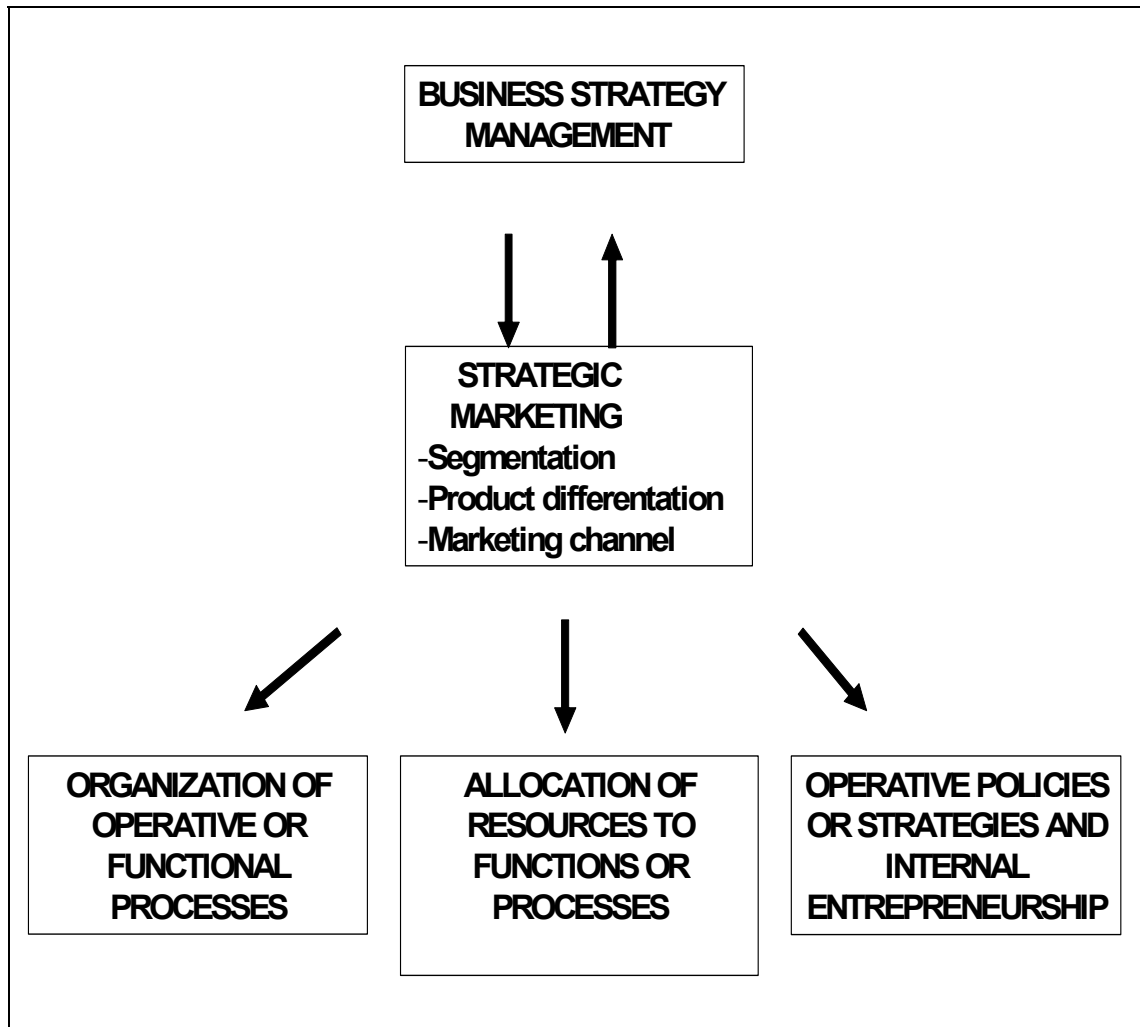 BUSINESS STRATEGY
MANAGEMENT
STRATEGIC
MARKETING
-Segmentation
-Product differentation
-Marketing channel
ORGANIZATION OF
OPERATIVE OR
FUNCTIONAL
PROCESSES
ALLOCATION OF
RESOURCES TO
FUNCTIONS OR
PROCESSES
OPERATIVE POLICIES
OR STRATEGIES AND
INTERNAL
ENTREPRENEURSHIP